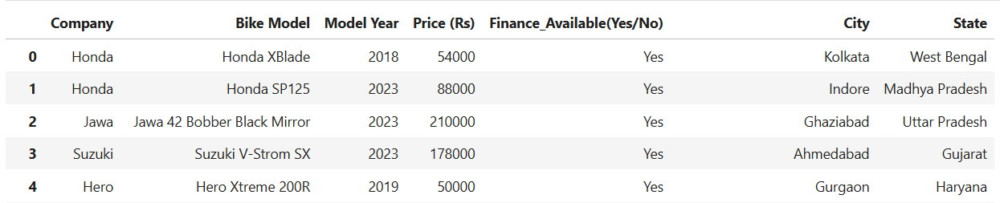 Company Bike Model Model Year Price (Rs) Finance_Available(Yes/No) City State
0 Honda Honda XBlade 2018 54000 Yes Kolkata West Bengal
1 Honda Honda SP125 2023 88000 Yes Indore Madhya Pradesh
2 Jawa Jawa 42 Bobber Black Mirror 2023 210000 Yes Ghaziabad Uttar Pradesh
3 Suzuki Suzuki V-Strom SX 2023 178000 Yes Ahmedabad Gujarat
4 Hero Hero Xtreme 200R 2019 50000 Yes Gurgaon Haryana